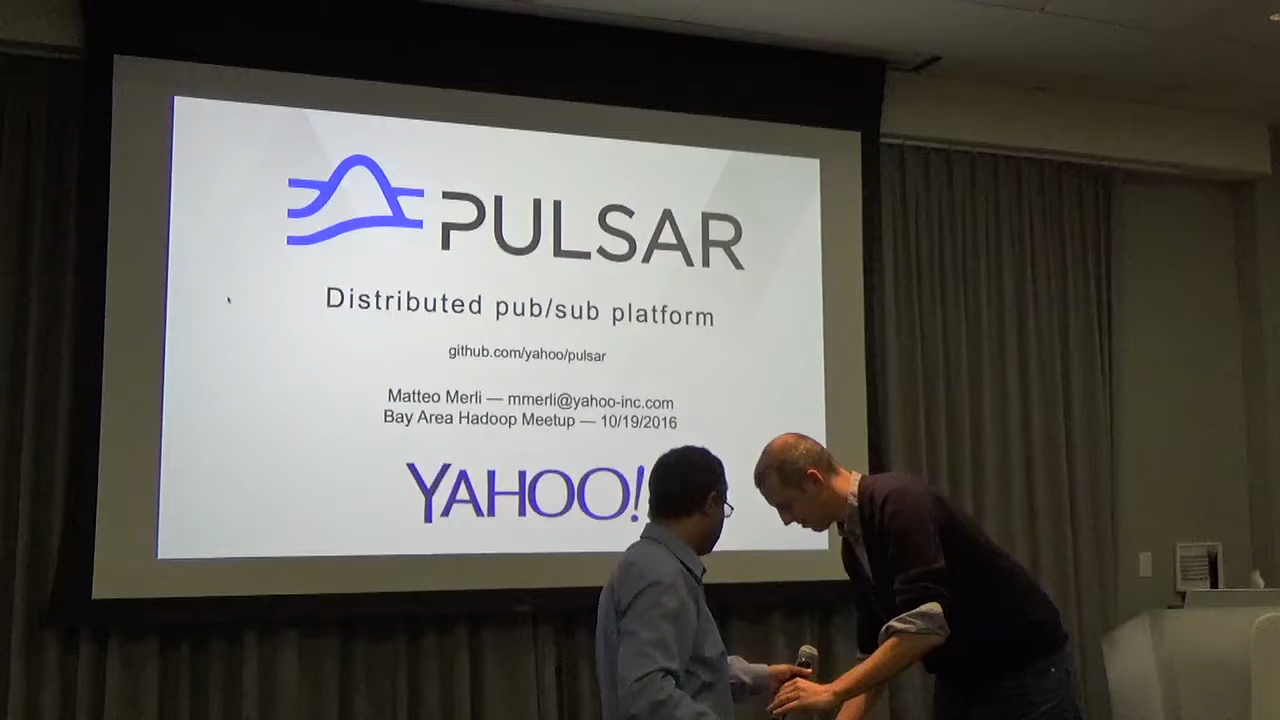 PULSAR
Distributed pub/sub platform
github.com/yahoo/pulsar
Matteo Merli — mmerli@yahoo-inc.com
Bay Area Hadoop Meetup — 10/19/2016
YAHOO!